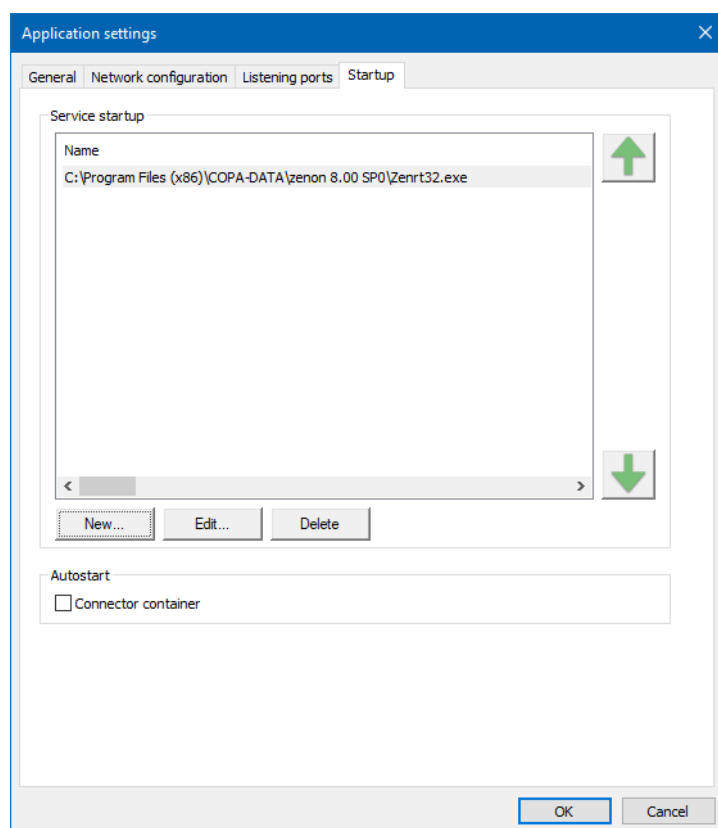 Application settings
General Network configuration Listening ports Startup
Service startup
Name
C:\Program Files (x86)\COPA-DATA\zenon 8.00 SP0\Zenrt32.exe
New... Edit... Delete
Autostart
Connector container
OK Cancel